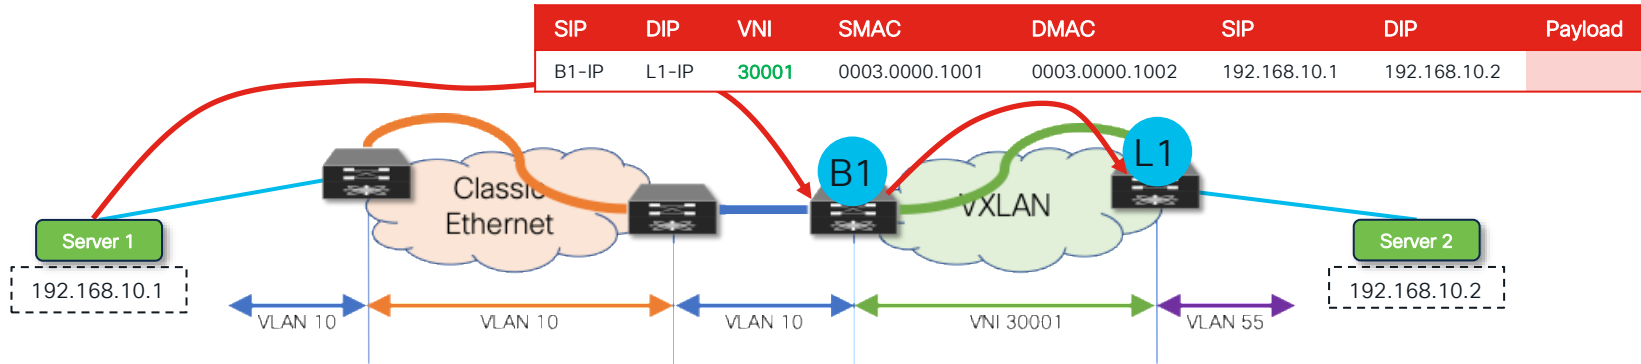 SIP DIP VNI SMAC DMAC SIP DIP Payload
B1-IP L1-IP 30001 0003.0000.1001 0003.0000.1002 192.168.10.1 192.168.10.2
B1
L1
Classic
Ethernet
VXLAN
Server 1
192.168.10.1
Server 2
192.168.10.2
VLAN 10 VLAN 10 VLAN 10 VNI 30001 VLAN 55